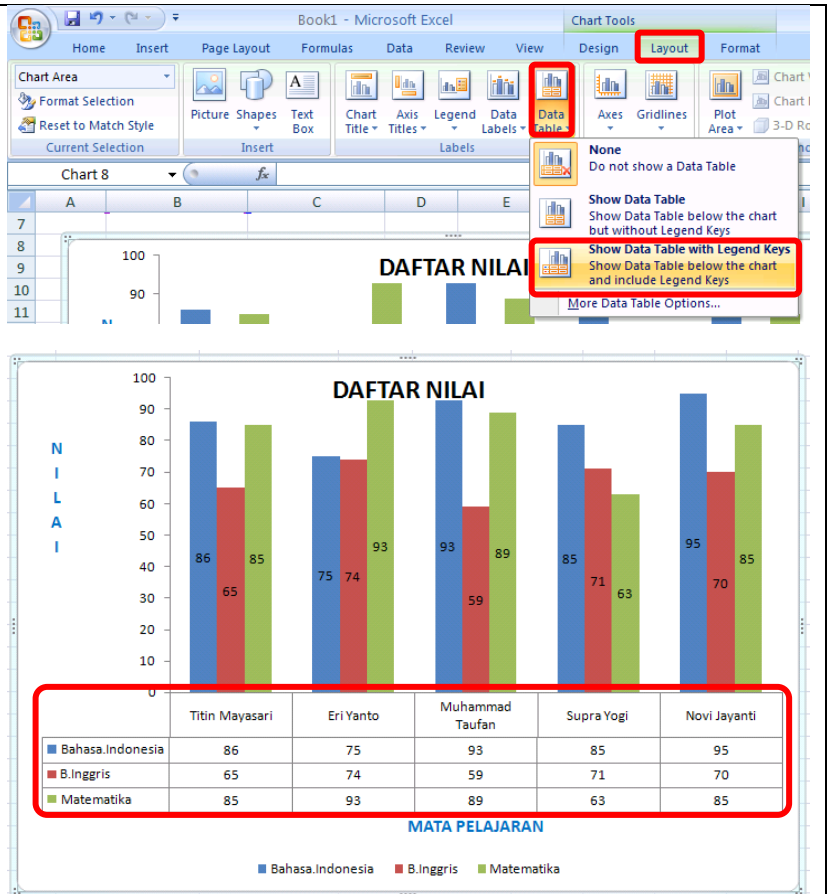 Book1 - Microsoft Excel
Chart Tools
Home Insert Page Layout Formulas Data Review View Design Layout Format
Chart Area
Format Selection
Reset to Match Style
Current Selection
Picture Shapes Text Box
Insert
Chart Title Axis Titles Legend Data Labels Data Table
Labels
Axes Gridlines
Plot Area
Chart
Chart
3-D
None
Do not show a Data Table
Show Data Table
Show Data Table below the chart
but without Legend Keys
Show Data Table with Legend Keys
Show Data Table below the chart
and include Legend Keys
More Data Table Options...
Chart 8 fx
A B C D E I
7
8
9
10
11
100
90
DAFTAR NILAI
DAFTAR NILAI
100
90
80
70
60
50
40
30
20
10
0
N
I
L
A
I
86 65 85 75 74 93 93 59 89 85 71 63 95 70 85
Titin Mayasari Eri Yanto Muhammad Taufan Supra Yogi Novi Jayanti
Bahasa.Indonesia 86 75 93 85 95
B.Inggris 65 74 59 71 70
Matematika 85 93 89 63 85
MATA PELAJARAN
Bahasa.Indonesia B.Inggris Matematika